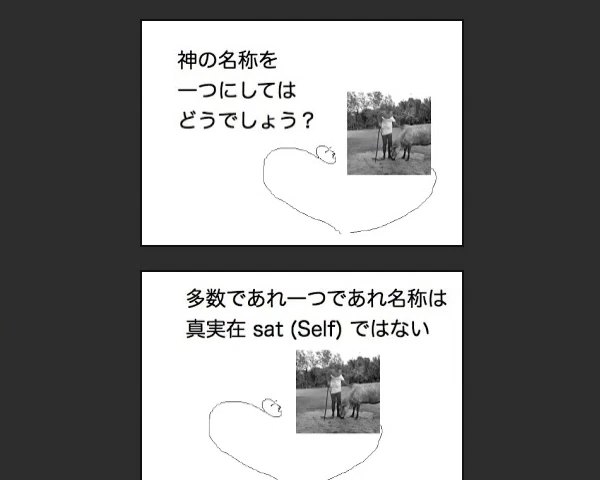 神の名称を
一つにしては
どうでしょう？
多数であれ一つであれ名称は
真実在 sat (Self) ではない